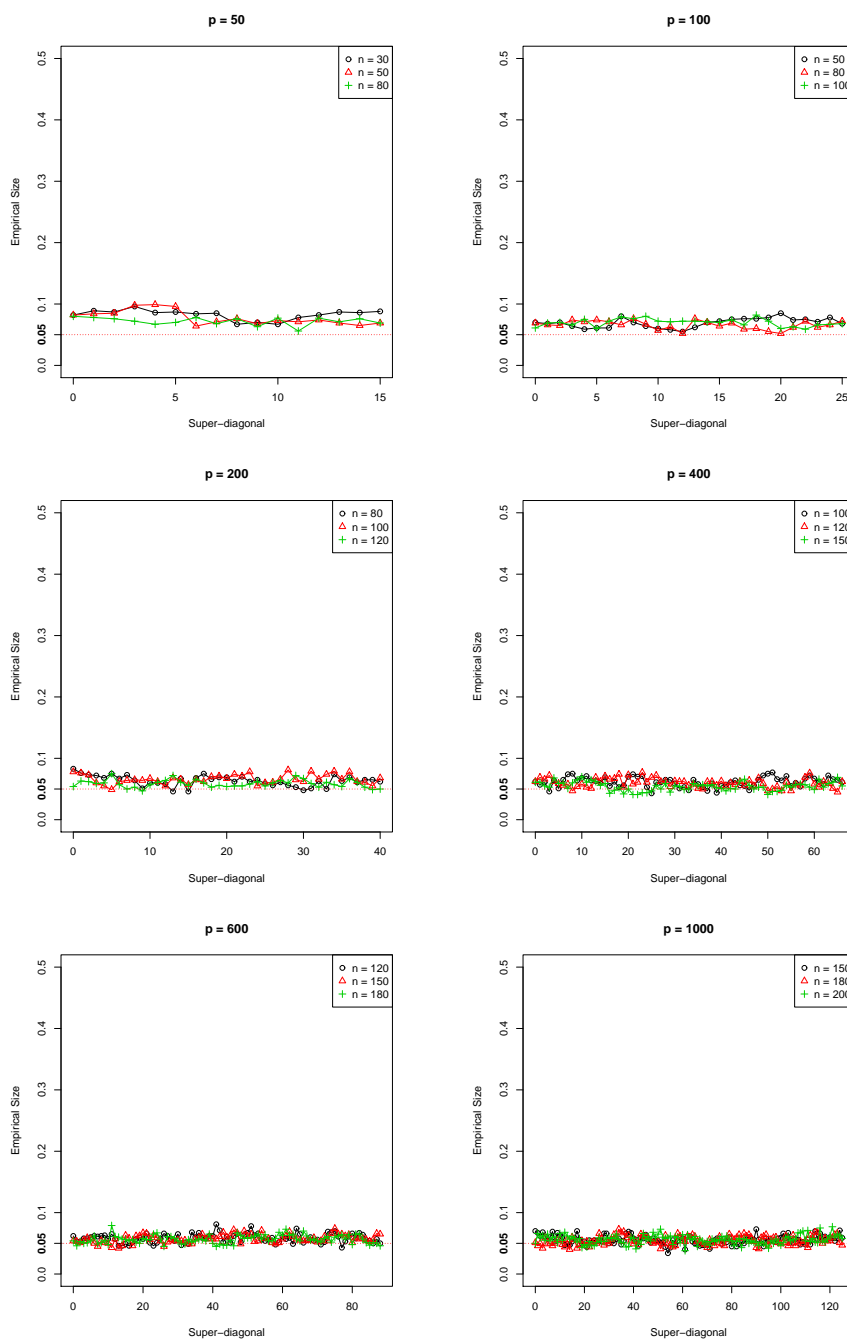 p = 50
Empirical Size
0.0
0.05
0.1
0.2
0.3
0.4
0.5
n = 30
n = 50
n = 80
0 5 10 15
Super−diagonal
p = 100
Empirical Size
0.0
0.05
0.1
0.2
0.3
0.4
0.5
n = 50
n = 80
n = 100
0 5 10 15 20 25
Super−diagonal
p = 200
Empirical Size
0.0
0.05
0.1
0.2
0.3
0.4
0.5
n = 80
n = 100
n = 120
0 10 20 30 40
Super−diagonal
p = 400
Empirical Size
0.0
0.05
0.1
0.2
0.3
0.4
0.5
n = 100
n = 120
n = 150
0 10 20 30 40 50 60
Super−diagonal
p = 600
Empirical Size
0.0
0.05
0.1
0.2
0.3
0.4
0.5
n = 120
n = 150
n = 180
0 20 40 60 80
Super−diagonal
p = 1000
Empirical Size
0.0
0.05
0.1
0.2
0.3
0.4
0.5
n = 150
n = 180
n = 200
0 20 40 60 80 100 120
Super−diagonal